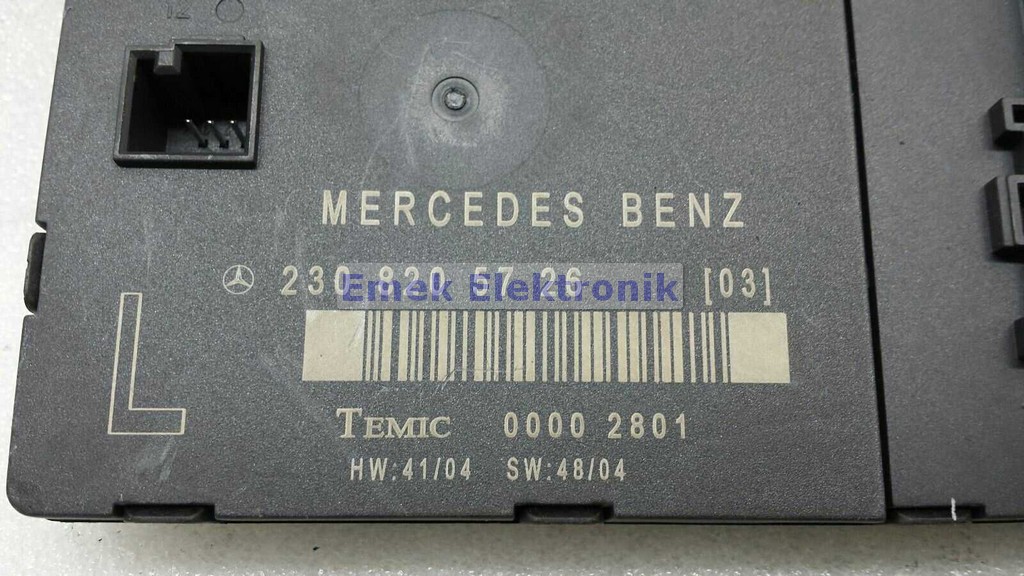 12
MERCEDES BENZ
230 820 57 26 [03]
Emek Elektronik
L
TEMIC 0000 2801
HW:41/04 SW:48/04